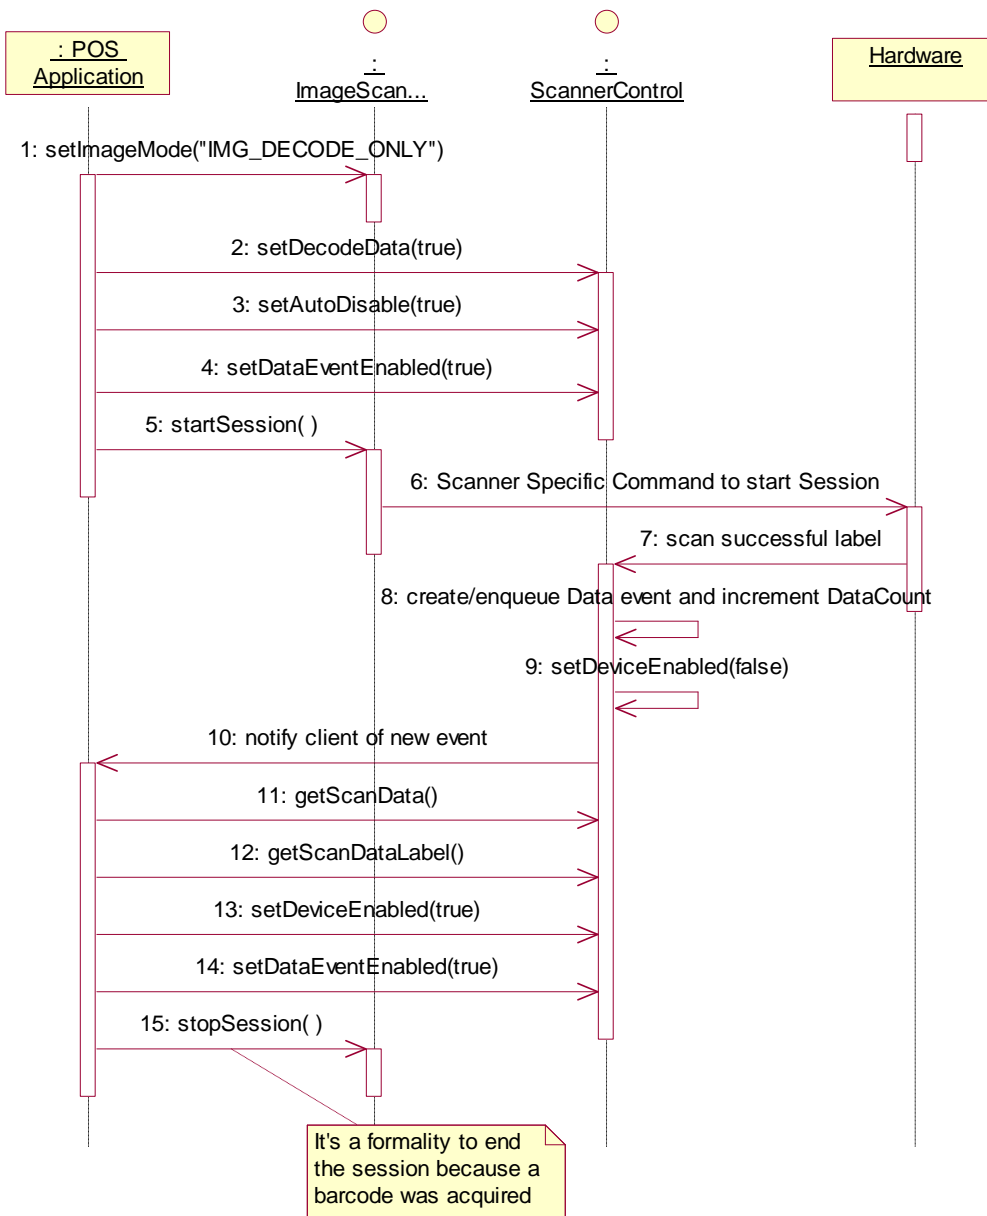 : POS
Application
:
ImageScan...
:
ScannerControl
Hardware
1: setImageMode("IMG_DECODE_ONLY")
2: setDecodeData(true)
3: setAutoDisable(true)
4: setDataEventEnabled(true)
5: startSession( )
6: Scanner Specific Command to start Session
7: scan successful label
8: create/enqueue Data event and increment DataCount
9: setDeviceEnabled(false)
10: notify client of new event
11: getScanData()
12: getScanDataLabel()
13: setDeviceEnabled(true)
14: setDataEventEnabled(true)
15: stopSession( )
It's a formality to end
the session because a
barcode was acquired